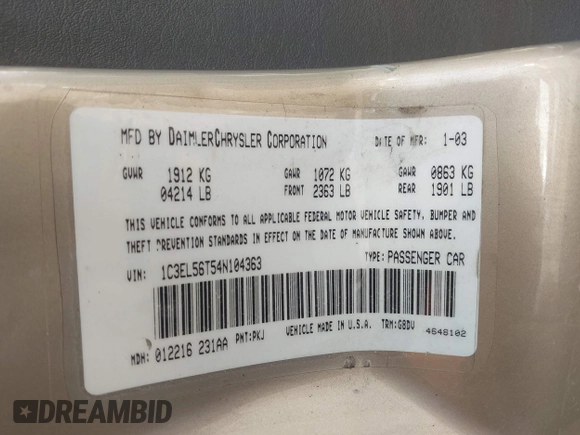 MFD BY DAIMLERCHRYSLER CORPORATION DATE OF MFR: 1-03
GVWR 1912 KG GAWR 1072 KG GAWR 0863 KG
04214 LB FRONT 2363 LB REAR 1901 LB
THIS VEHICLE CONFORMS TO ALL APPLICABLE FEDERAL MOTOR VEHICLE SAFETY, BUMPER AND
THEFT PREVENTION STANDARDS IN EFFECT ON THE DATE OF MANUFACTURE SHOWN ABOVE.
VIN: 1C3EL56T54N104363 TYPE: PASSENGER CAR
MDH: 012216 231AA PNT:PKJ VEHICLE MADE IN U.S.A. TRM:G8DV 4648102
DREAMBID